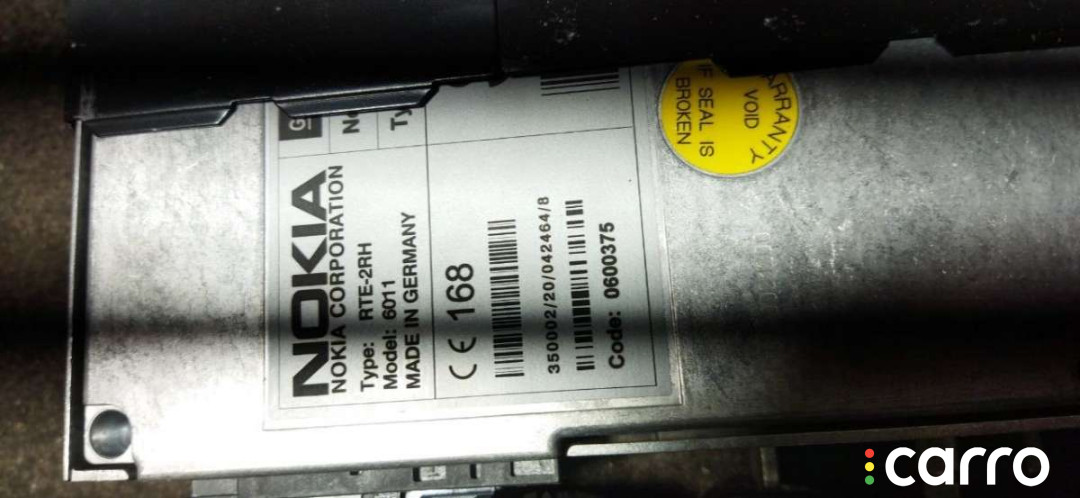 NOKIA
NOKIA CORPORATION
Type: RTE-2RH
Model: 6011
MADE IN GERMANY
CE 168
350002/20/042464/8
Code: 0600375
WARRANTY
VOID
IF SEAL IS
BROKEN
carro